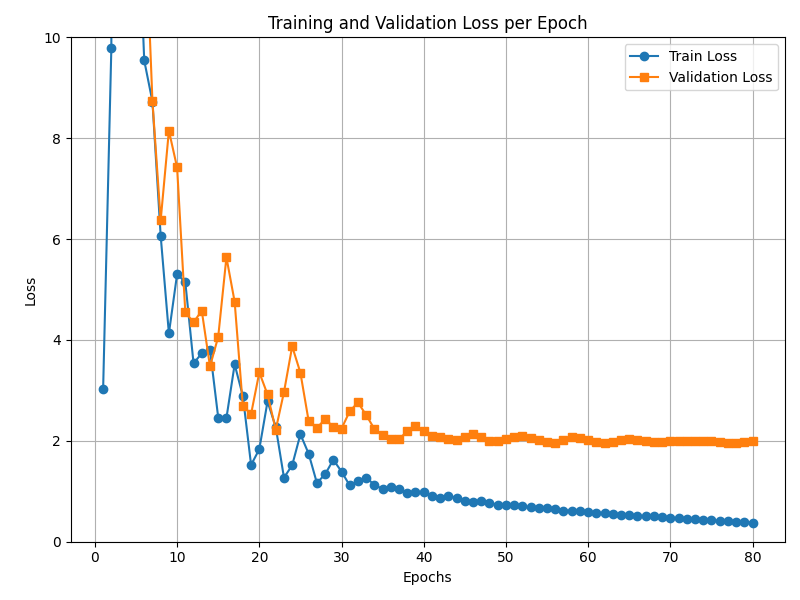 Training and Validation Loss per Epoch
Train Loss
Validation Loss
10
8
6
4
2
0
Loss
0 10 20 30 40 50 60 70 80
Epochs